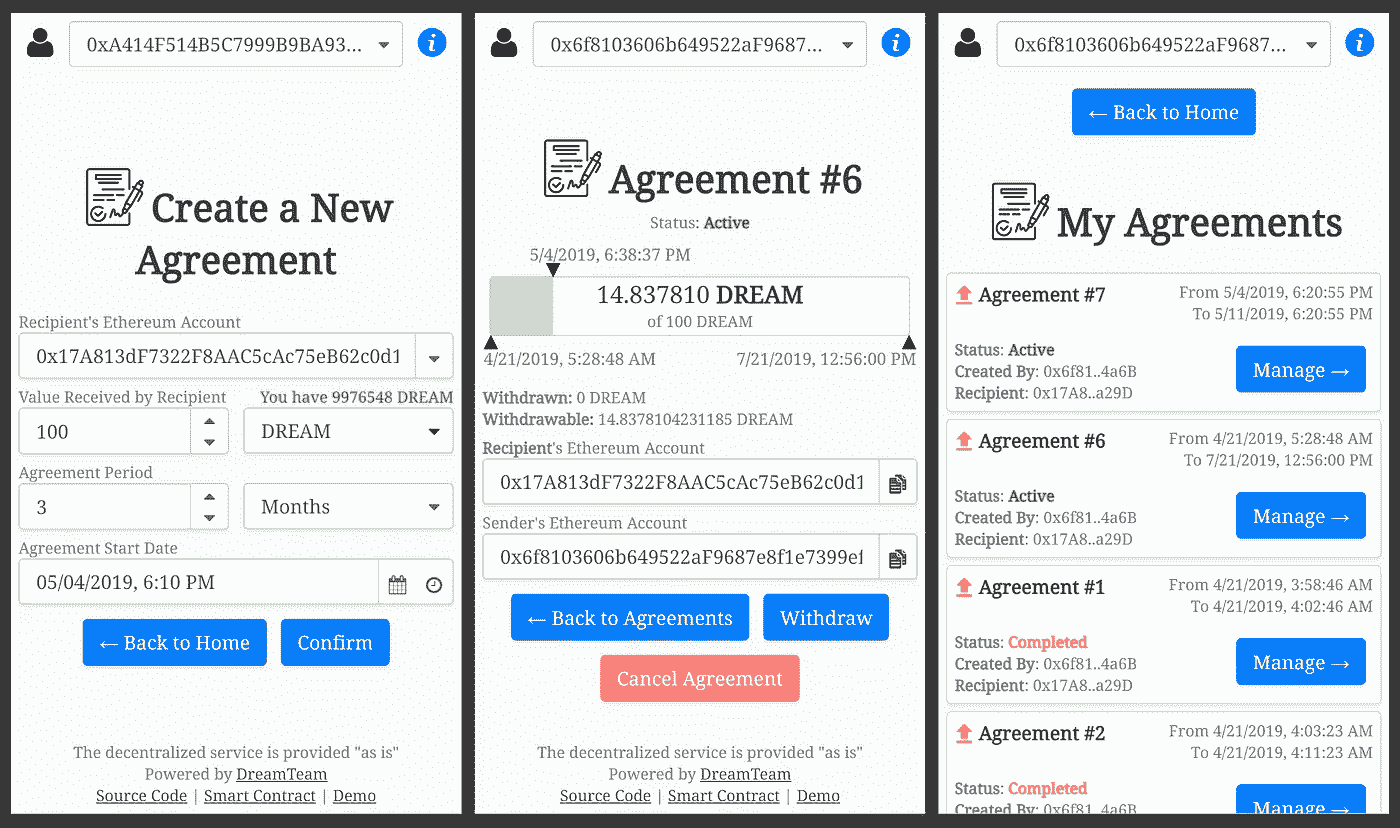 0xA414F514B5C7999B9BA93...
Create a New
Agreement
Recipient's Ethereum Account
0x17A813dF7322F8AAC5cAc75eB62c0d1
Value Received by Recipient You have 9976548 DREAM
100 DREAM
Agreement Period
3 Months
Agreement Start Date
05/04/2019, 6:10 PM
← Back to Home Confirm
The decentralized service is provided "as is"
Powered by DreamTeam
Source Code | Smart Contract | Demo
0x6f8103606b649522aF9687...
Agreement #6
Status: Active
5/4/2019, 6:38:37 PM
14.837810 DREAM
of 100 DREAM
4/21/2019, 5:28:48 AM 7/21/2019, 12:56:00 PM
Withdrawn: 0 DREAM
Withdrawable: 14.8378104231185 DREAM
Recipient's Ethereum Account
0x17A813dF7322F8AAC5cAc75eB62c0d1
Sender's Ethereum Account
0x6f8103606b649522aF9687e8f1e7399ef
← Back to Agreements Withdraw
Cancel Agreement
The decentralized service is provided "as is"
Powered by DreamTeam
Source Code | Smart Contract | Demo
0x6f8103606b649522aF9687...
← Back to Home
My Agreements
Agreement #7 From 5/4/2019, 6:20:55 PM
To 5/11/2019, 6:20:55 PM
Status: Active
Created By: 0x6f81..4a6B
Recipient: 0x17A8..a29D
Manage →
Agreement #6 From 4/21/2019, 5:28:48 AM
To 7/21/2019, 12:56:00 PM
Status: Active
Created By: 0x6f81..4a6B
Recipient: 0x17A8..a29D
Manage →
Agreement #1 From 4/21/2019, 3:58:46 AM
To 4/21/2019, 4:02:46 AM
Status: Completed
Created By: 0x6f81..4a6B
Recipient: 0x17A8..a29D
Manage →
Agreement #2 From 4/21/2019, 4:03:23 AM
To 4/21/2019, 4:11:23 AM
Status: Completed
Created By: 0x6f81..4a6B
Manage →